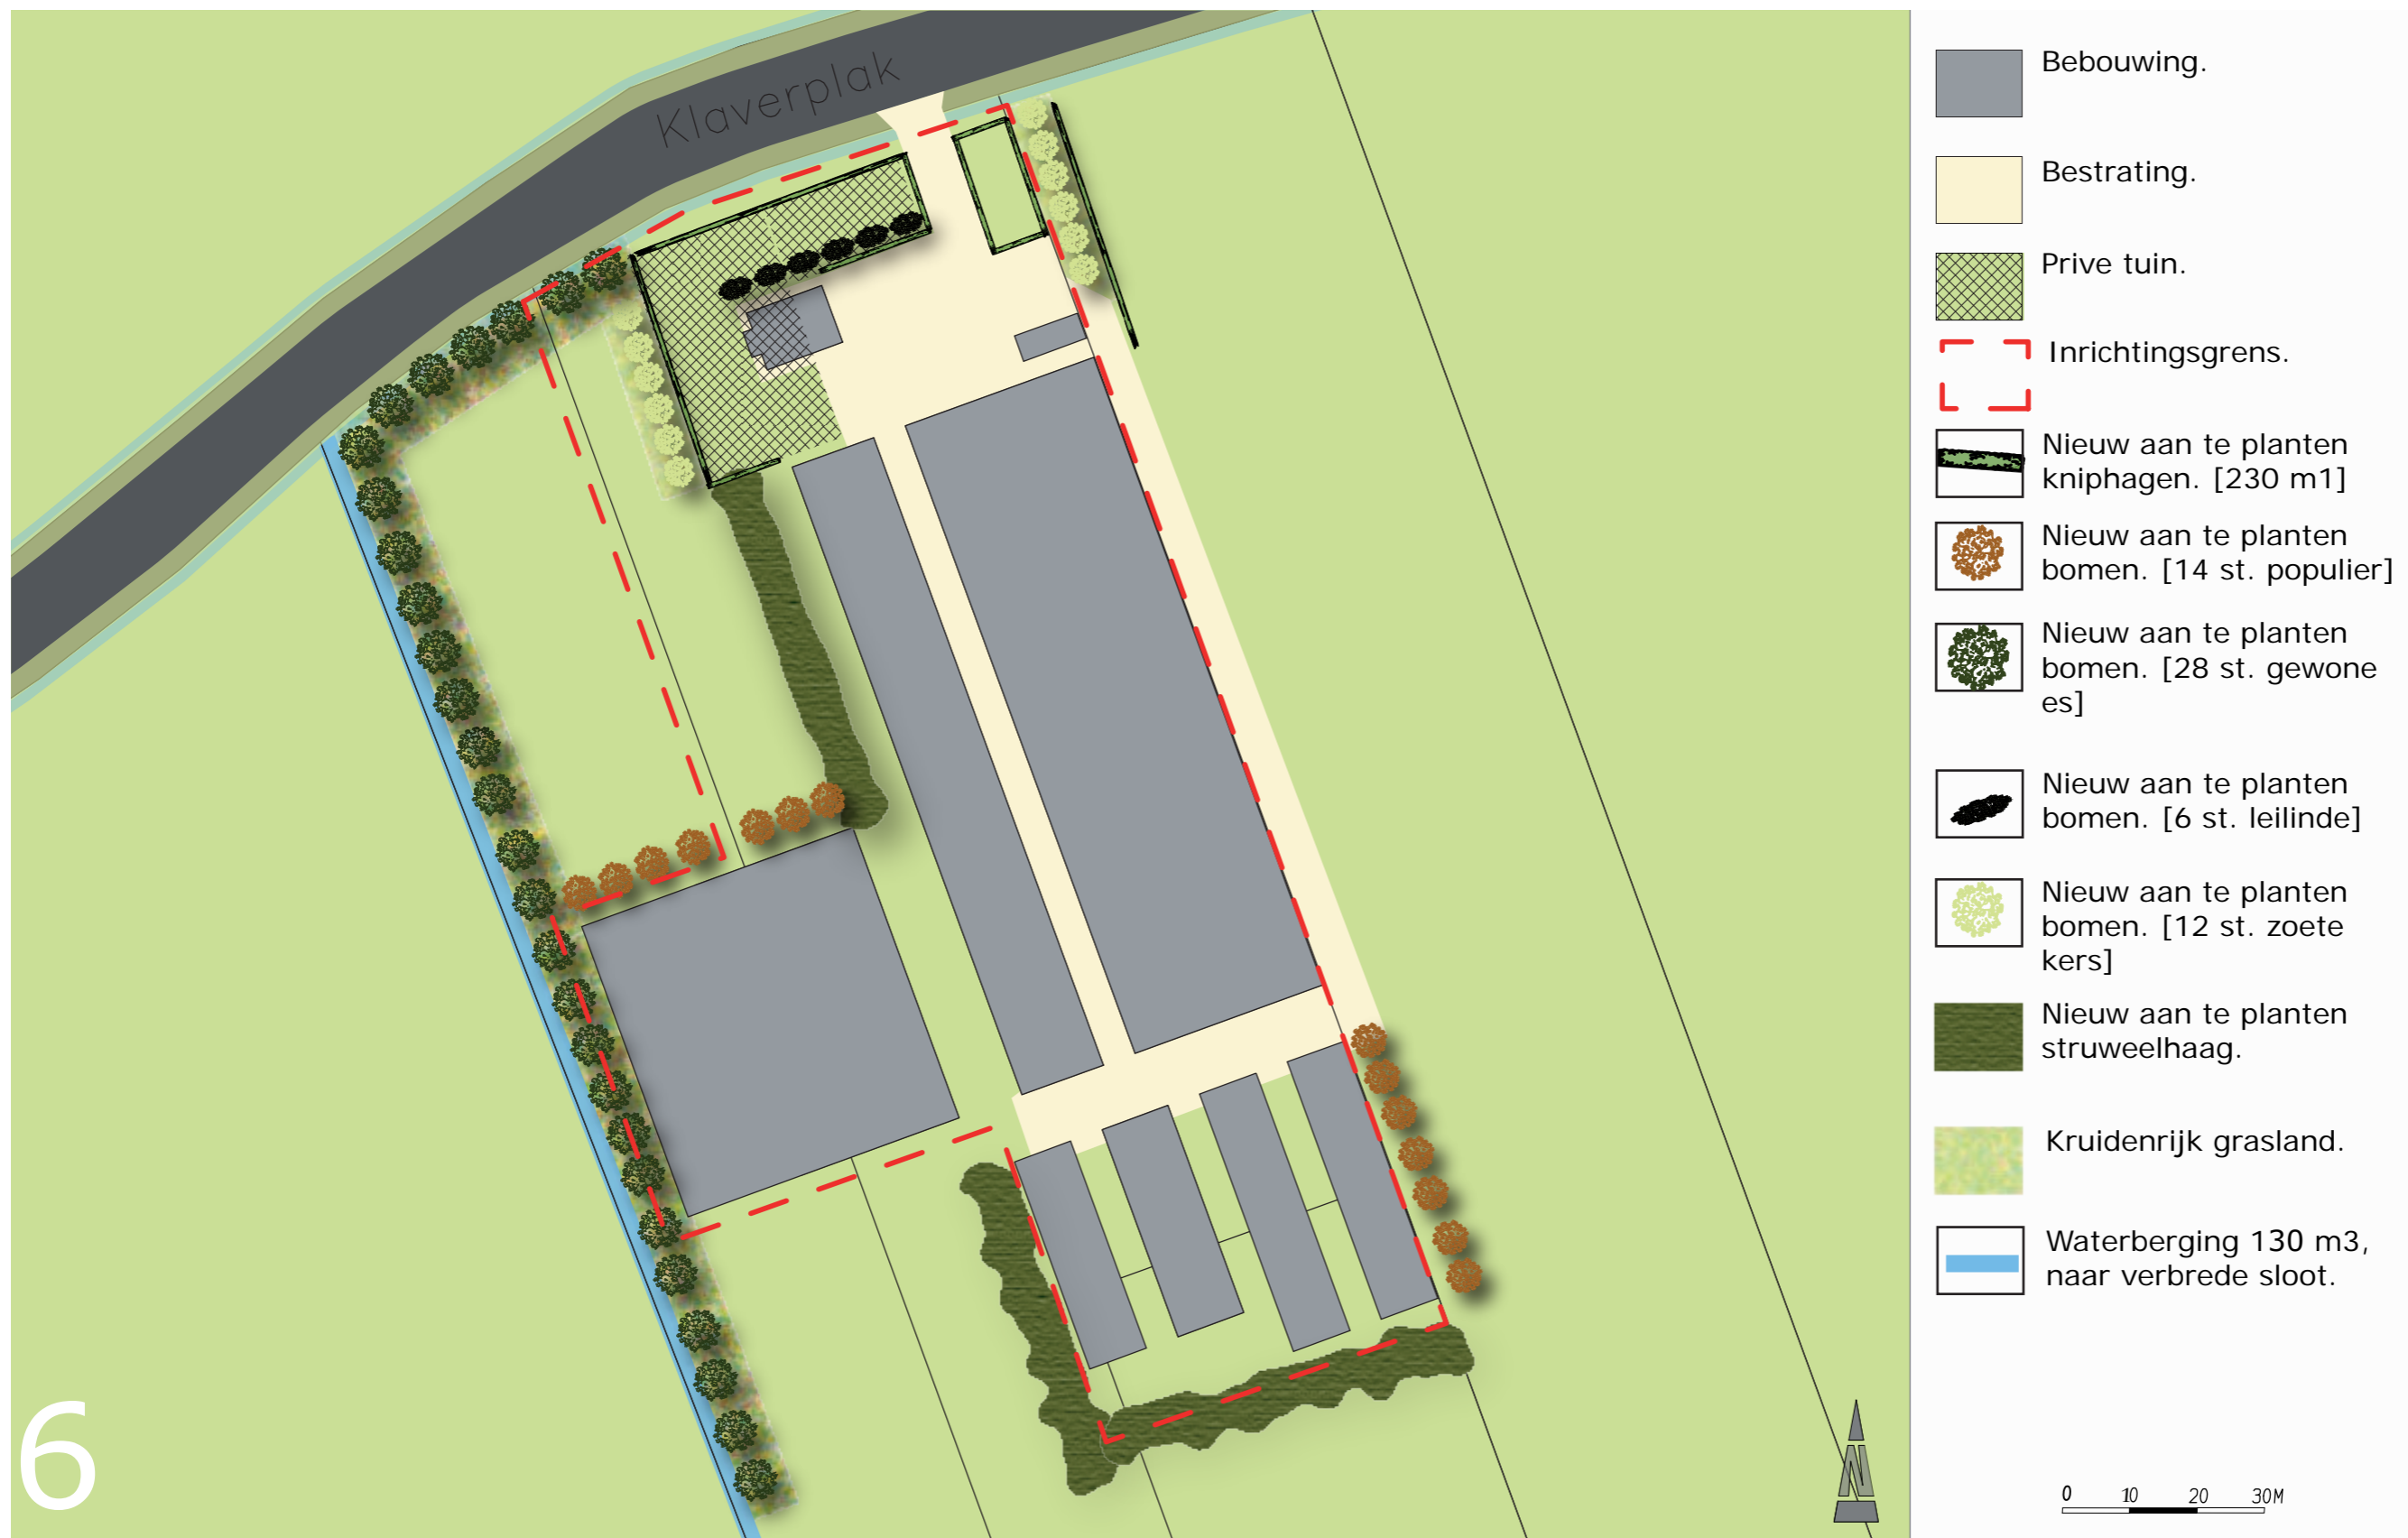 Klaverplak
Bebouwing.
Bestrating.
Prive tuin.
Inrichtingsgrens.
Nieuw aan te planten
kniphagen. [230 m1]
Nieuw aan te planten
bomen. [14 st. populier]
Nieuw aan te planten
bomen. [28 st. gewone
es]
Nieuw aan te planten
bomen. [6 st. leilinde]
Nieuw aan te planten
bomen. [12 st. zoete
kers]
Nieuw aan te planten
struweelhaag.
Kruidenrijk grasland.
Waterberging 130 m3,
naar verbrede sloot.
6
N
0 10 20 30M